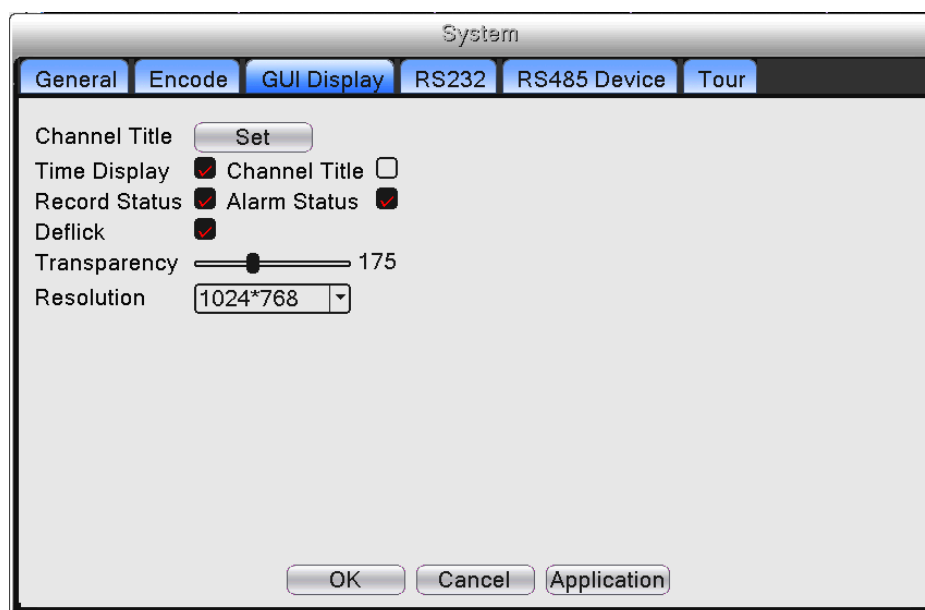 System
General Encode GUI Display RS232 RS485 Device Tour
Channel Title Set
Time Display Channel Title
Record Status Alarm Status
Deflick
Transparency 175
Resolution 1024*768
OK Cancel Application